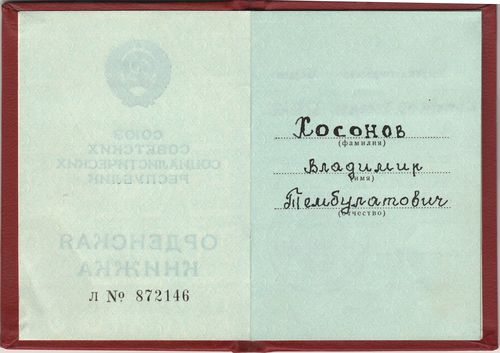 СОЮЗ
СОВЕТСКИХ
СОЦИАЛИСТИЧЕСКИХ
РЕСПУБЛИК
ОРДЕНСКАЯ
КНИЖКА
Л № 872146
Хосонов
(фамилия)
Владимир
(имя)
Тембулатович
(отчество)